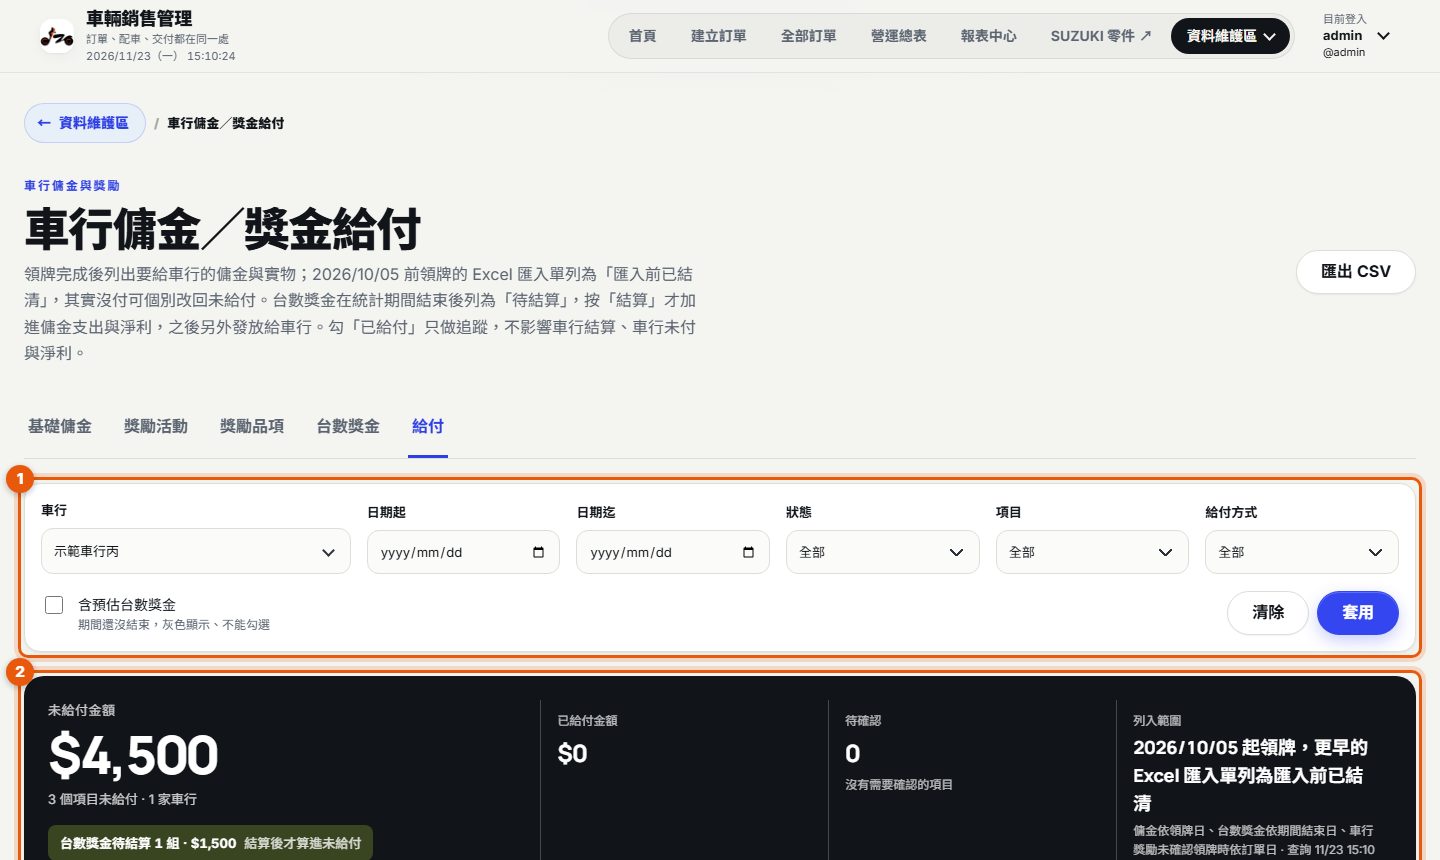 車輛銷售管理
訂單、配車、交付都在同一處
2026/11/23（一） 15:10:24
首頁
建立訂單
全部訂單
營運總表
報表中心
SUZUKI 零件 ↗
資料維護區
目前登入
admin
@admin
← 資料維護區
/ 車行傭金／獎金給付
車行傭金與獎勵
車行傭金／獎金給付
領牌完成後列出要給車行的傭金與實物；2026/10/05 前領牌的 Excel 匯入單列為「匯入前已結
清」，其實沒付可個別改回未給付。台數獎金在統計期間結束後列為「待結算」，按「結算」才加
進傭金支出與淨利，之後另外發放給車行。勾「已給付」只做追蹤，不影響車行結算、車行未付
與淨利。
匯出 CSV
基礎傭金
獎勵活動
獎勵品項
台數獎金
給付
1
車行
日期起
日期迄
狀態
項目
給付方式
示範車行丙
yyyy/mm/dd
yyyy/mm/dd
全部
全部
全部
含預估台數獎金
期間還沒結束，灰色顯示、不能勾選
清除
套用
2
未給付金額
$4,500
3 個項目未給付 · 1 家車行
台數獎金待結算 1 組 · $1,500 結算後才算進未給付
已給付金額
$0
待確認
0
沒有需要確認的項目
列入範圍
2026/10/05 起領牌，更早的
Excel 匯入單列為匯入前已結
清
傭金依領牌日、台數獎金依期間結束日、車行
獎勵未確認領牌時依訂單日 · 查詢 11/23 15:10